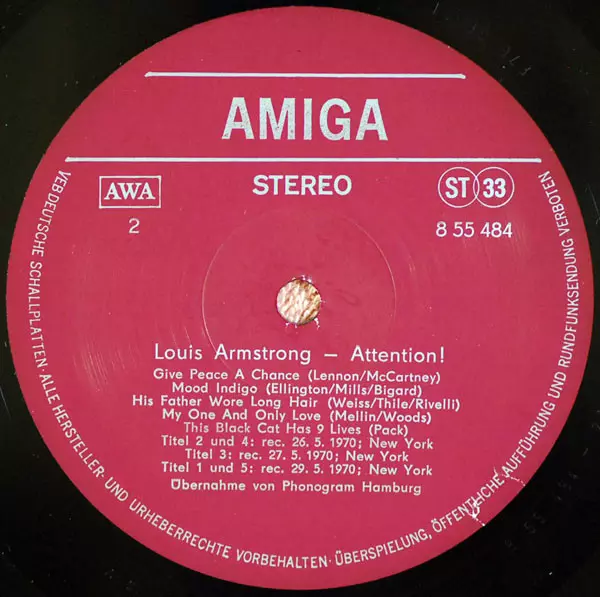 AMIGA
AWA
STEREO
ST 33
2
8 55 484
Louis Armstrong – Attention!
Give Peace A Chance (Lennon/McCartney)
Mood Indigo (Ellington/Mills/Bigard)
His Father Wore Long Hair (Weiss/Thile/Rivelli)
My One And Only Love (Mellin/Woods)
This Black Cat Has 9 Lives (Pack)
Titel 2 und 4: rec. 26. 5. 1970; New York
Titel 3: rec. 27. 5. 1970; New York
Titel 1 und 5: rec. 29. 5. 1970; New York
Übernahme von Phonogram Hamburg
VEB DEUTSCHE SCHALLPLATTEN · ALLE HERSTELLER- UND URHEBERRECHTE VORBEHALTEN · ÜBERSPIELUNG, ÖFFENTLICHE AUFFÜHRUNG UND RUNDFUNKSENDUNG VERBOTEN